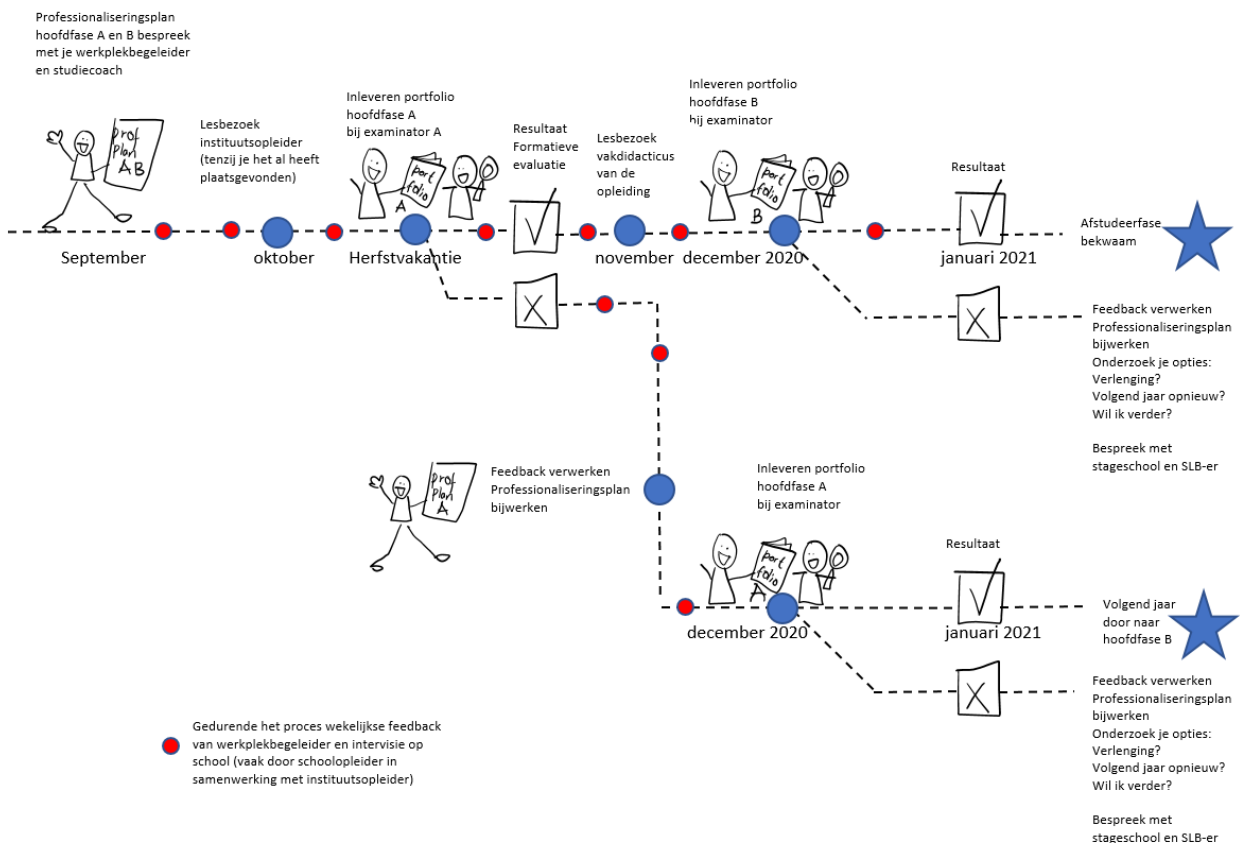 Professionaliseringsplan
hoofdfase A en B bespreek
met je werkplekbegeleider
en studiecoach
prof
plan
AB
Lesbezoek
instituutsopleider
(tenzij je het al heeft
plaatsgevonden)
Inleveren portfolio
hoofdfase A
bij examinator A
port
folio
A
Resultaat
Formatieve
evaluatie
Lesbezoek
vakdidacticus
van de
opleiding
Inleveren portfolio
hoofdfase B
bij examinator
port
folio
B
Resultaat
Afstudeerfase
bekwaam
September
oktober
Herfstvakantie
november
december 2020
januari 2021
Feedback verwerken
Professionaliseringsplan
bijwerken
Onderzoek je opties:
Verlenging?
Volgend jaar opnieuw?
Wil ik verder?
Bespreek met
stageschool en SLB-er
prof
plan
A
Feedback verwerken
Professionaliseringsplan
bijwerken
Inleveren portfolio
hoofdfase A
bij examinator
port
folio
A
Resultaat
december 2020
januari 2021
Volgend jaar
door naar
hoofdfase B
Feedback verwerken
Professionaliseringsplan
bijwerken
Onderzoek je opties:
Verlenging?
Volgend jaar opnieuw?
Wil ik verder?
Bespreek met
stageschool en SLB-er
Gedurende het proces wekelijkse feedback
van werkplekbegeleider en intervisie op
school (vaak door schoolopleider in
samenwerking met instituutsopleider)